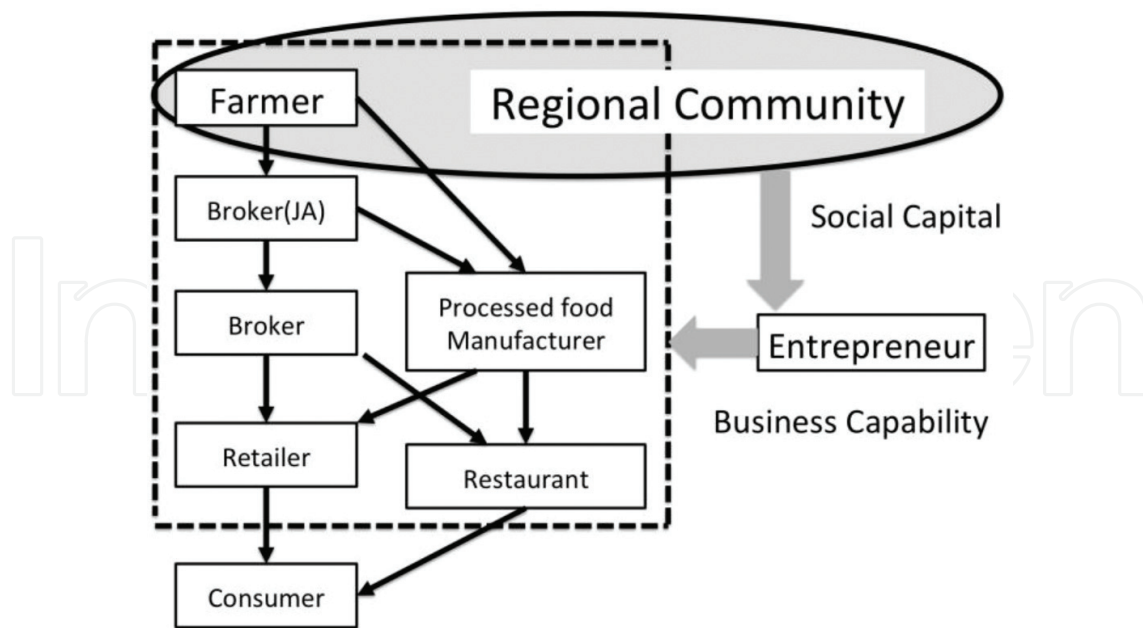 Farmer
Regional Community
Broker(JA)
Social Capital
Processed food
Manufacturer
Broker
Entrepreneur
Business Capability
Retailer
Restaurant
Consumer